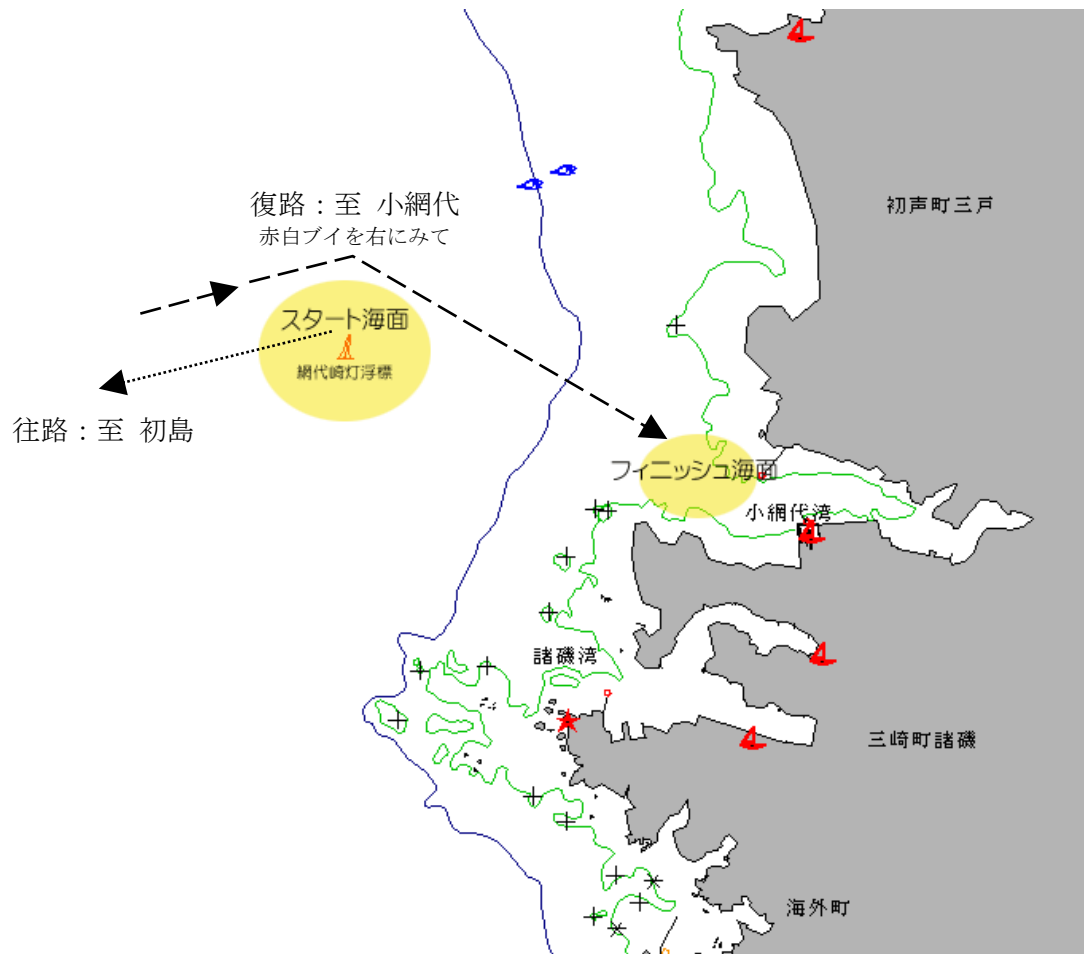 初声町三戸
復路：至 小網代
赤白ブイを右にみて
スタート海面
網代崎灯浮標
往路：至 初島
フィニッシュ海面
小網代湾
諸磯湾
三崎町諸磯
海外町